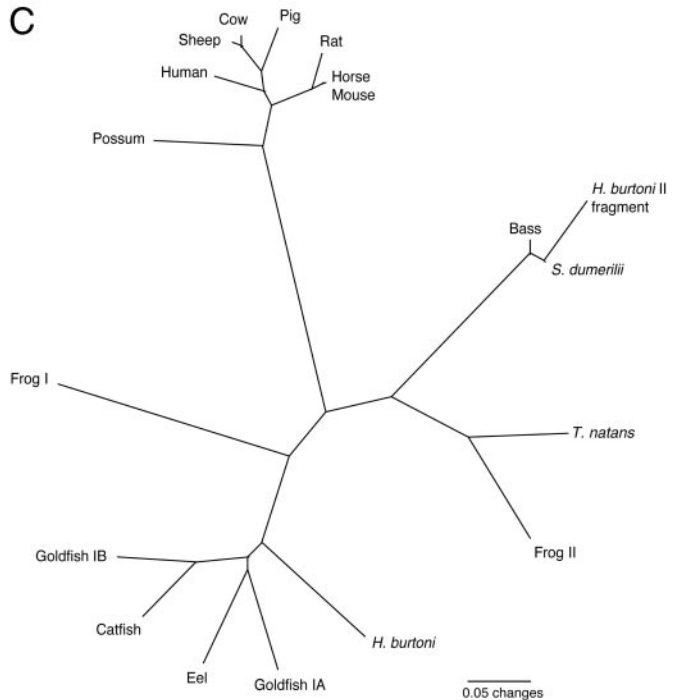 C
Cow
Pig
Sheep
Rat
Human
Horse
Mouse
Possum
H. burtoni II
fragment
Bass
S. dumerilii
Frog I
T. natans
Goldfish IB
Frog II
Catfish
H. burtoni
Eel
Goldfish IA
0.05 changes